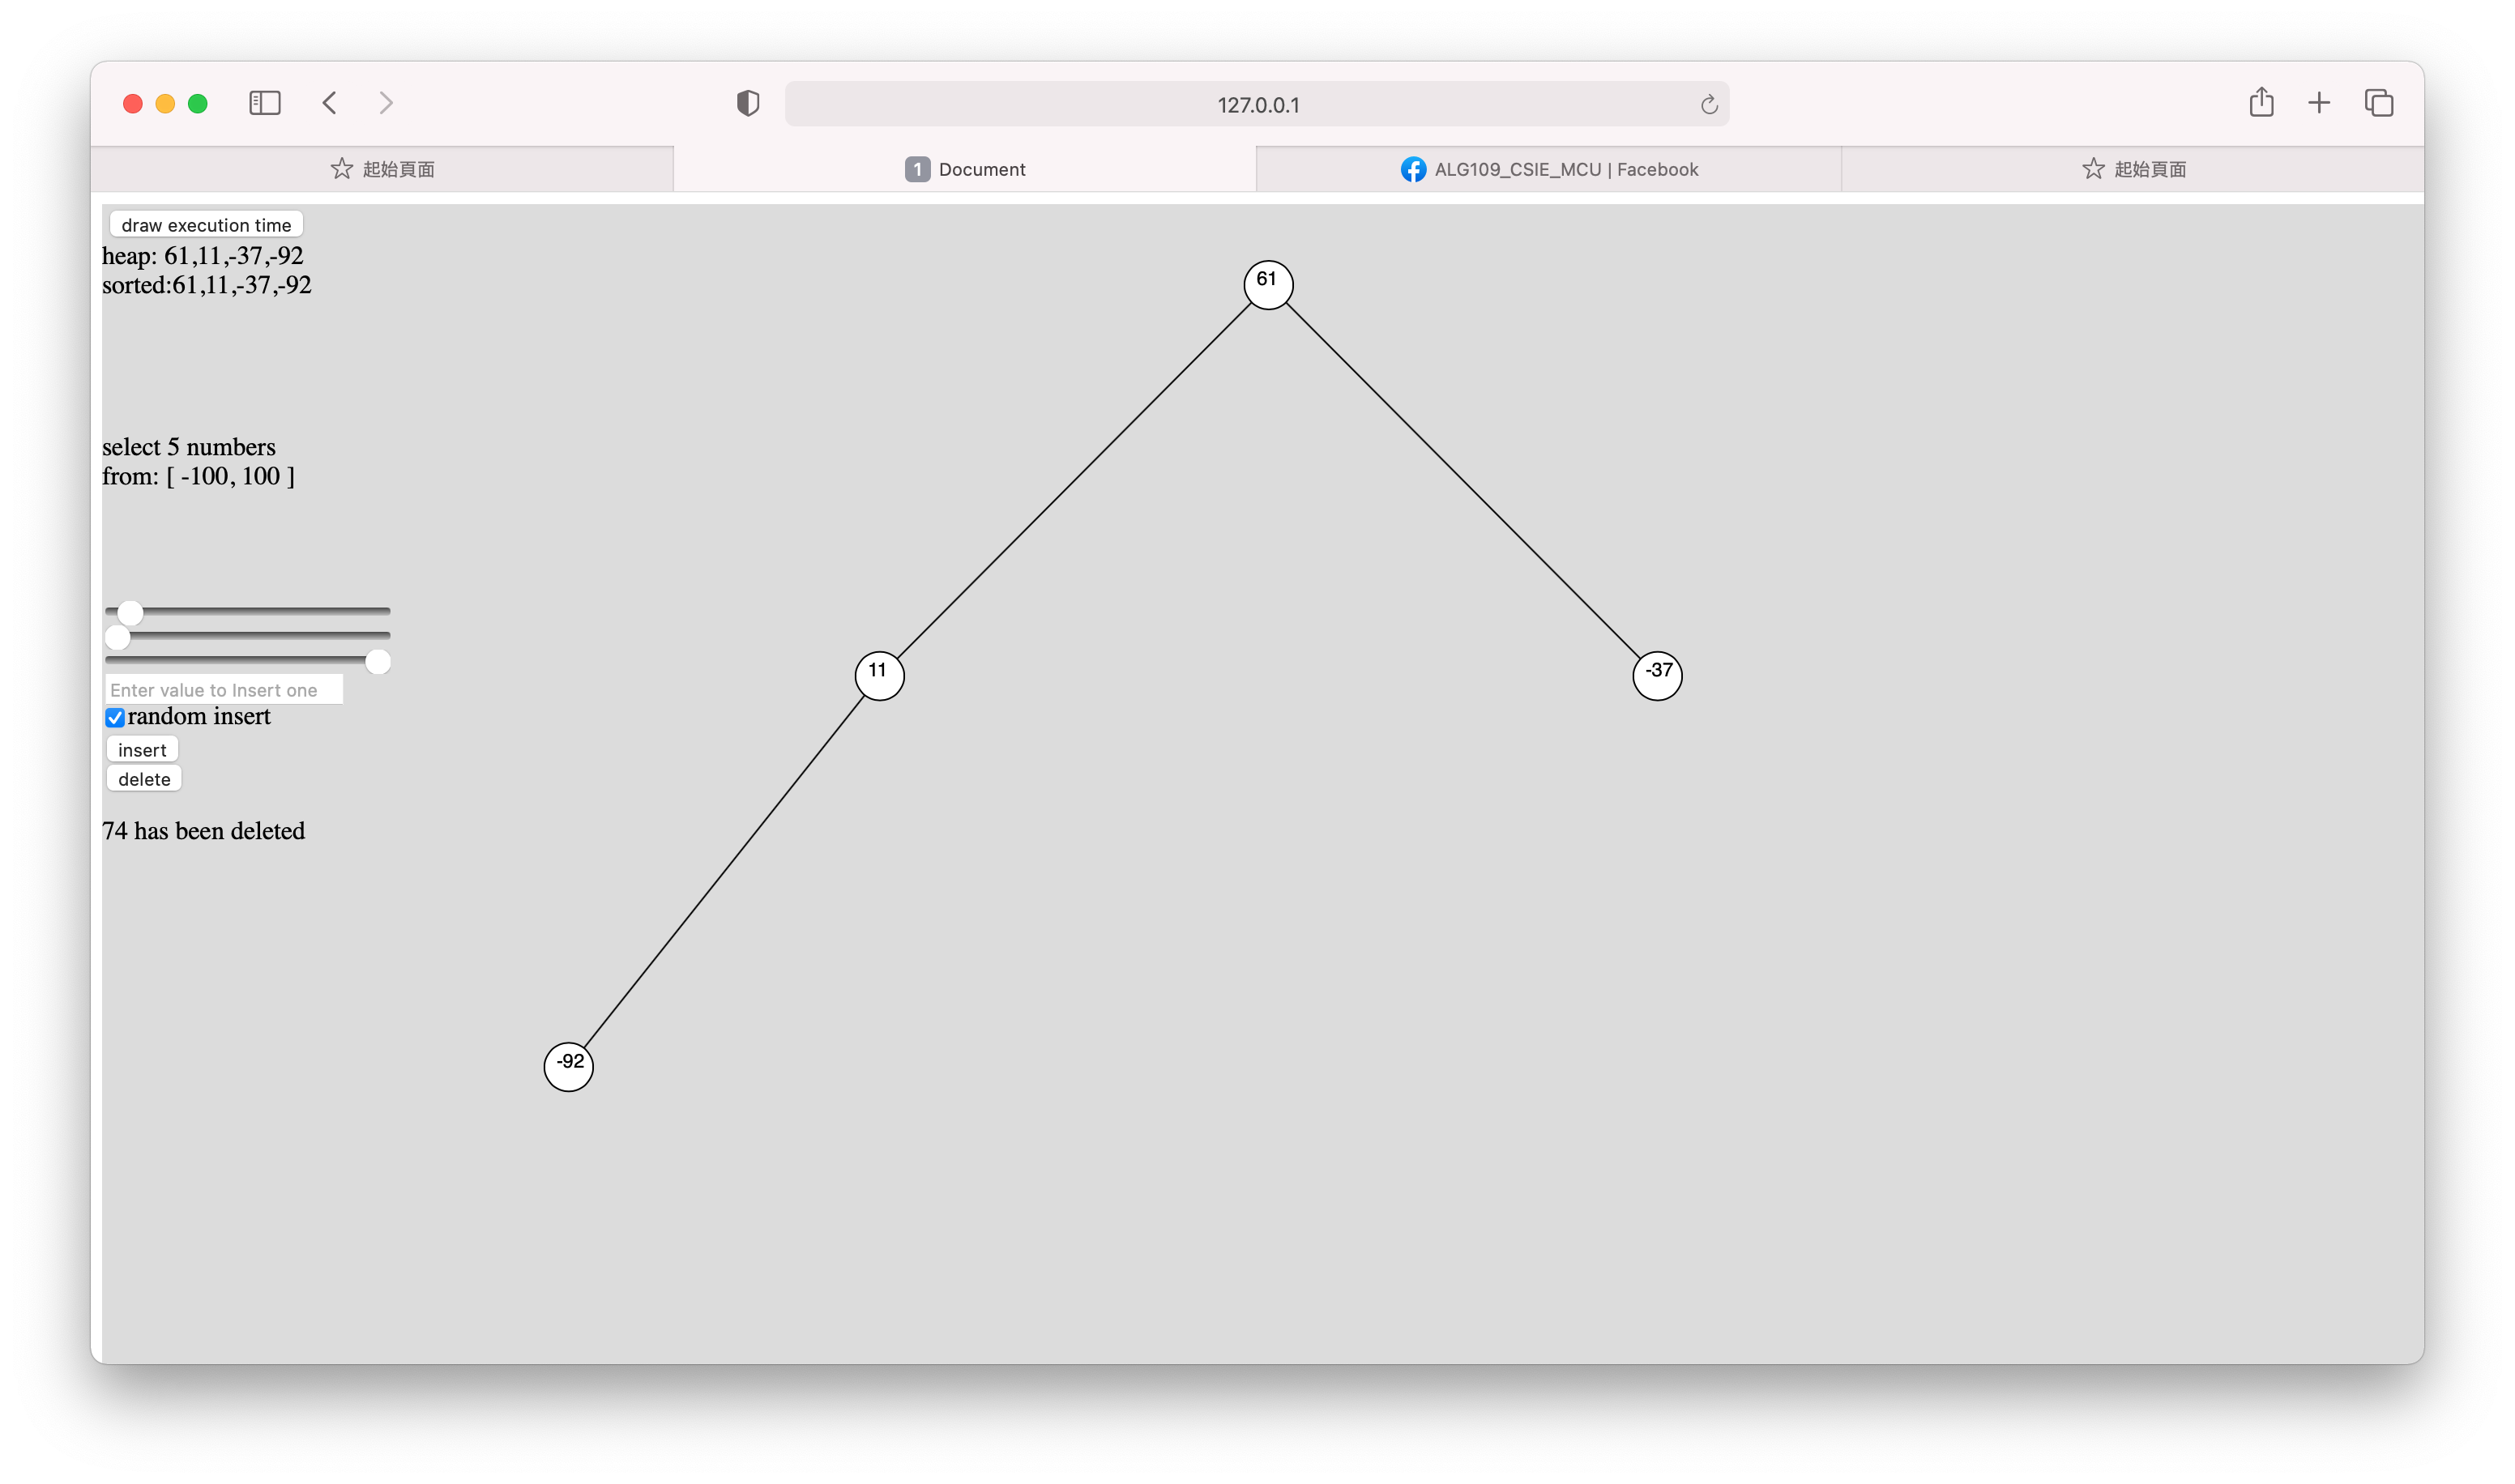 127.0.0.1
起始頁面
1 Document
ALG109_CSIE_MCU | Facebook
起始頁面
draw execution time
heap: 61,11,-37,-92
sorted:61,11,-37,-92
61
select 5 numbers
from: [ -100, 100 ]
11
-37
Enter value to Insert one
random insert
insert
delete
74 has been deleted
-92